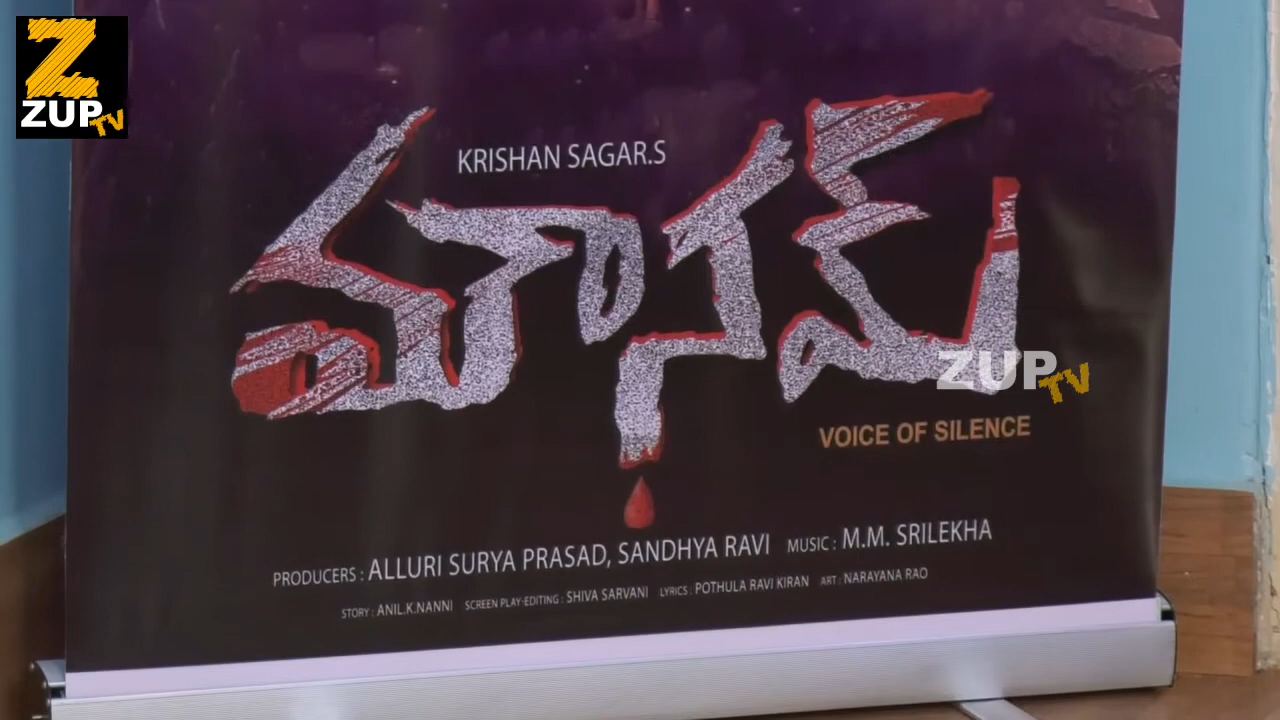 Z
ZUP TV
KRISHAN SAGAR.S
మౌనమ్
ZUP TV
VOICE OF SILENCE
PRODUCERS : ALLURI SURYA PRASAD, SANDHYA RAVI MUSIC : M.M. SRILEKHA
STORY : ANIL.K.NANNI SCREEN PLAY-EDITING : SHIVA SARVANI LYRICS : POTHULA RAVI KIRAN ART : NARAYANA RAO